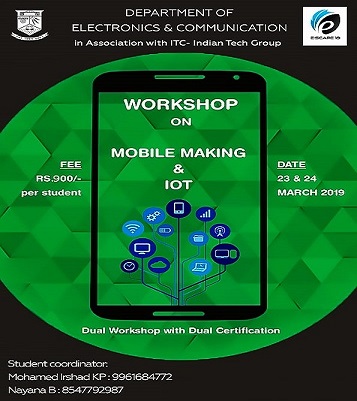 DEPARTMENT OF
ELECTRONICS & COMMUNICATION
In Association with ITC- Indian Tech Group
E-SCAPE'19
WORKSHOP
ON
MOBILE MAKING
&
IOT
FEE
RS.900/-
per student
DATE
23 & 24
MARCH 2019
Dual Workshop with Dual Certification
Student coordinator:
Mohamed Irshad KP : 9961684772
Nayana B : 8547792987